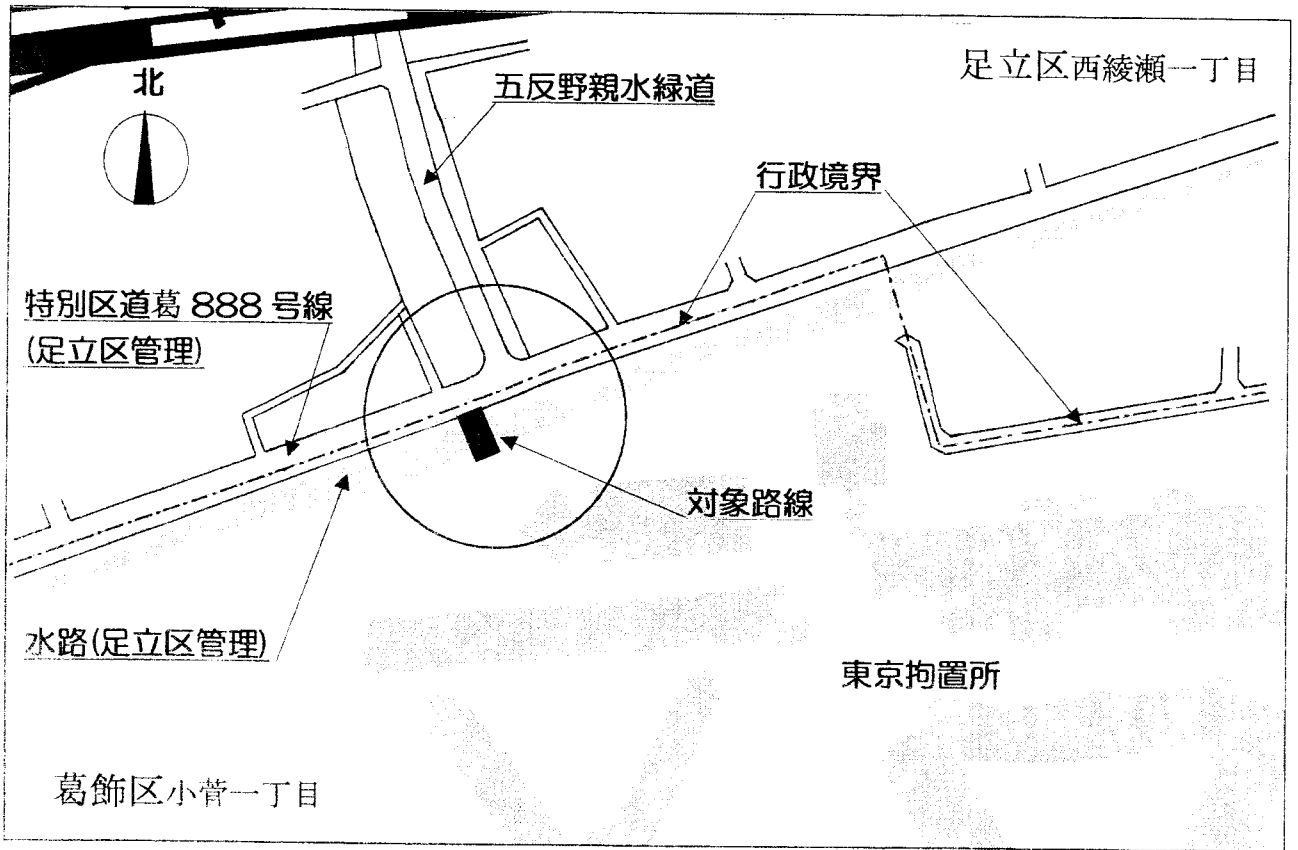 足立区西綾瀬一丁目
北
五反野親水緑道
行政境界
特別区道葛888号線
(足立区管理)
対象路線
水路(足立区管理)
東京拘置所
葛飾区小菅一丁目